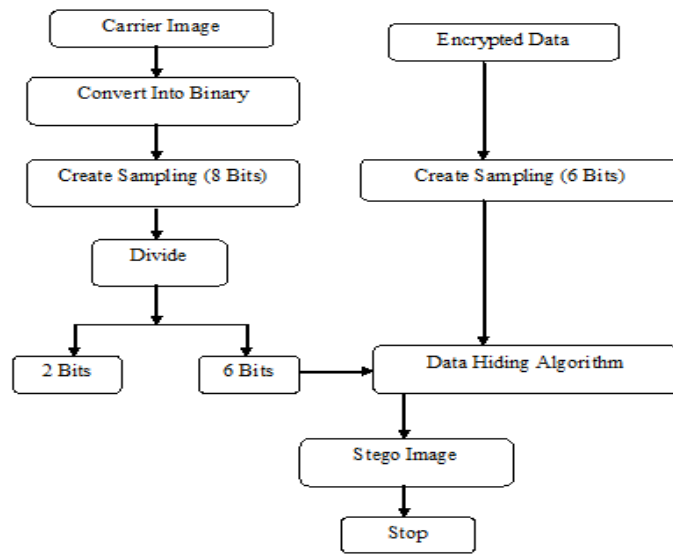 Carrier Image
Encrypted Data
Convert Into Binary
Create Sampling (8 Bits)
Create Sampling (6 Bits)
Divide
2 Bits
6 Bits
Data Hiding Algorithm
Stego Image
Stop